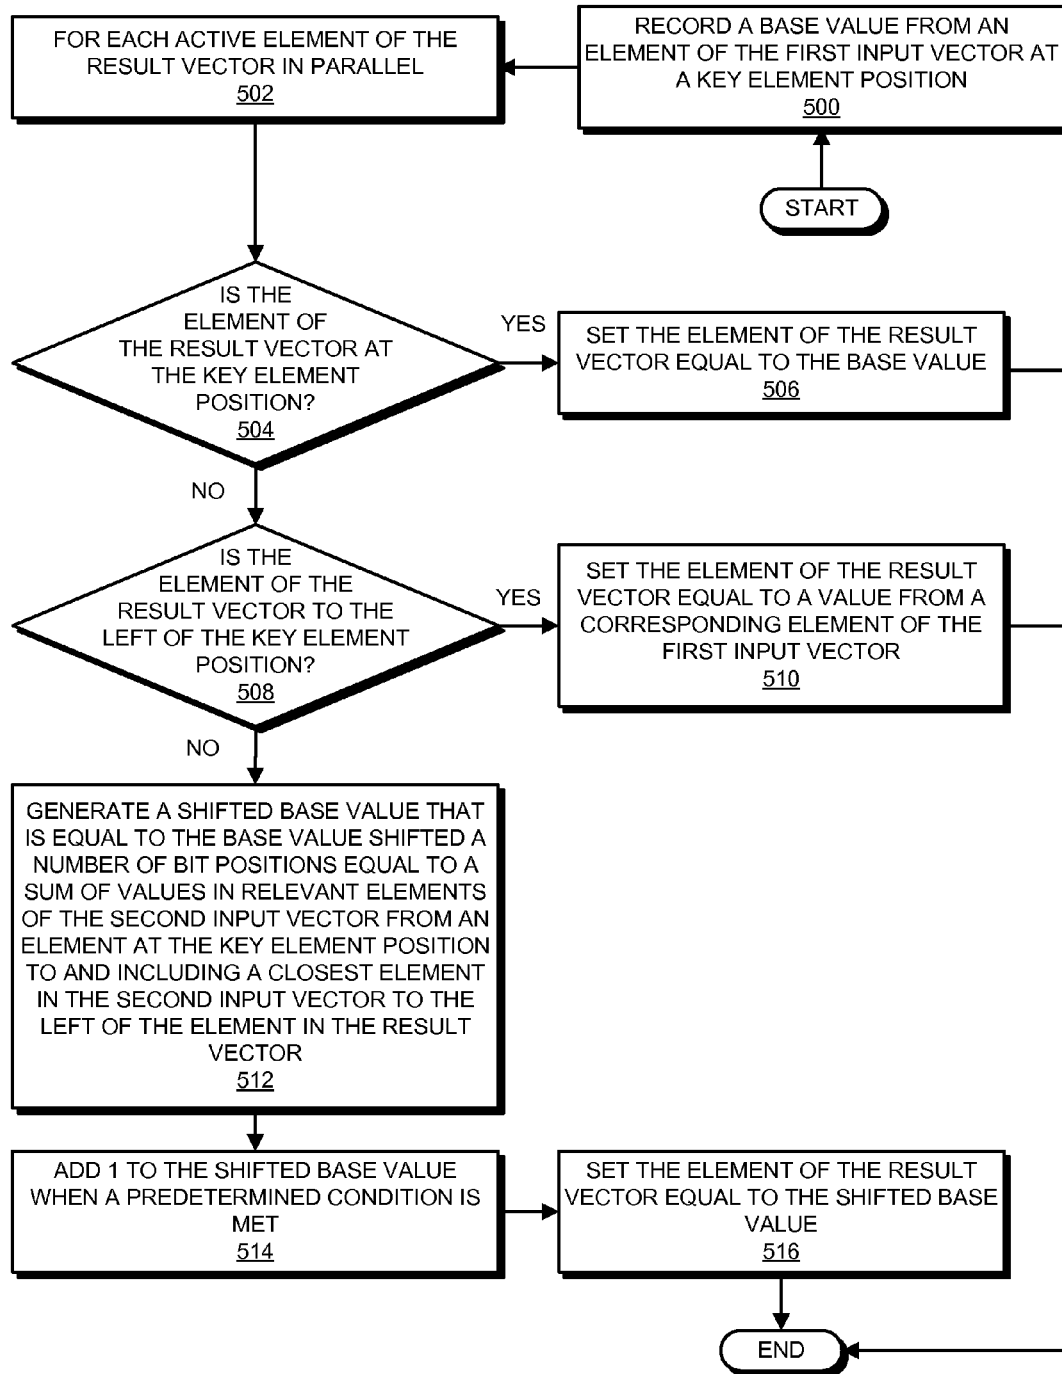 RECORD A BASE VALUE FROM AN
ELEMENT OF THE FIRST INPUT VECTOR AT
A KEY ELEMENT POSITION
500
START
FOR EACH ACTIVE ELEMENT OF THE
RESULT VECTOR IN PARALLEL
502
IS THE
ELEMENT OF
THE RESULT VECTOR AT
THE KEY ELEMENT
POSITION?
504
YES
SET THE ELEMENT OF THE RESULT
VECTOR EQUAL TO THE BASE VALUE
506
NO
IS THE
ELEMENT OF THE
RESULT VECTOR TO THE
LEFT OF THE KEY ELEMENT
POSITION?
508
YES
SET THE ELEMENT OF THE RESULT
VECTOR EQUAL TO A VALUE FROM A
CORRESPONDING ELEMENT OF THE
FIRST INPUT VECTOR
510
NO
GENERATE A SHIFTED BASE VALUE THAT
IS EQUAL TO THE BASE VALUE SHIFTED A
NUMBER OF BIT POSITIONS EQUAL TO A
SUM OF VALUES IN RELEVANT ELEMENTS
OF THE SECOND INPUT VECTOR FROM AN
ELEMENT AT THE KEY ELEMENT POSITION
TO AND INCLUDING A CLOSEST ELEMENT
IN THE SECOND INPUT VECTOR TO THE
LEFT OF THE ELEMENT IN THE RESULT
VECTOR
512
ADD 1 TO THE SHIFTED BASE VALUE
WHEN A PREDETERMINED CONDITION IS
MET
514
SET THE ELEMENT OF THE RESULT
VECTOR EQUAL TO THE SHIFTED BASE
VALUE
516
END